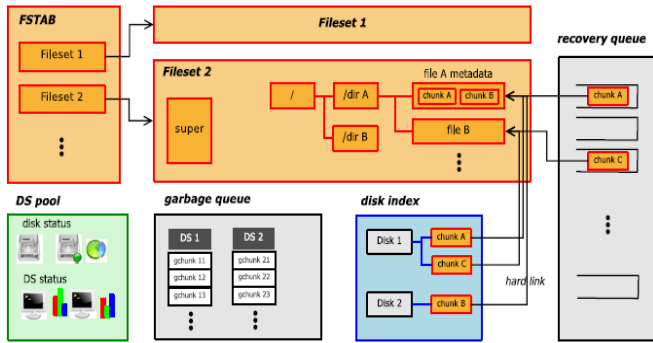 FSTAB
Fileset 1
Fileset 2
Fileset 1
Fileset 2
super
/
/dir A
/dir B
file A metadata
chunk A
chunk B
file B
recovery queue
chunk A
chunk C
DS pool
disk status
DS status
garbage queue
DS 1
gchunk 11
gchunk 12
gchunk 13
DS 2
gchunk 21
gchunk 22
gchunk 23
disk index
Disk 1
chunk A
chunk C
Disk 2
chunk B
hard link